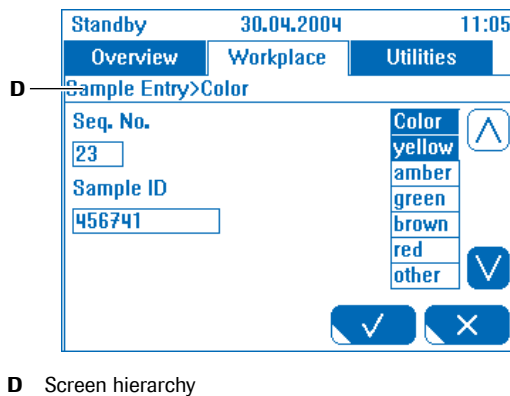 Standby 30.04.2004 11:05
Overview Workplace Utilities
D Sample Entry>Color
Seq. No.
23
Sample ID
456741
Color
yellow
amber
green
brown
red
other
D Screen hierarchy